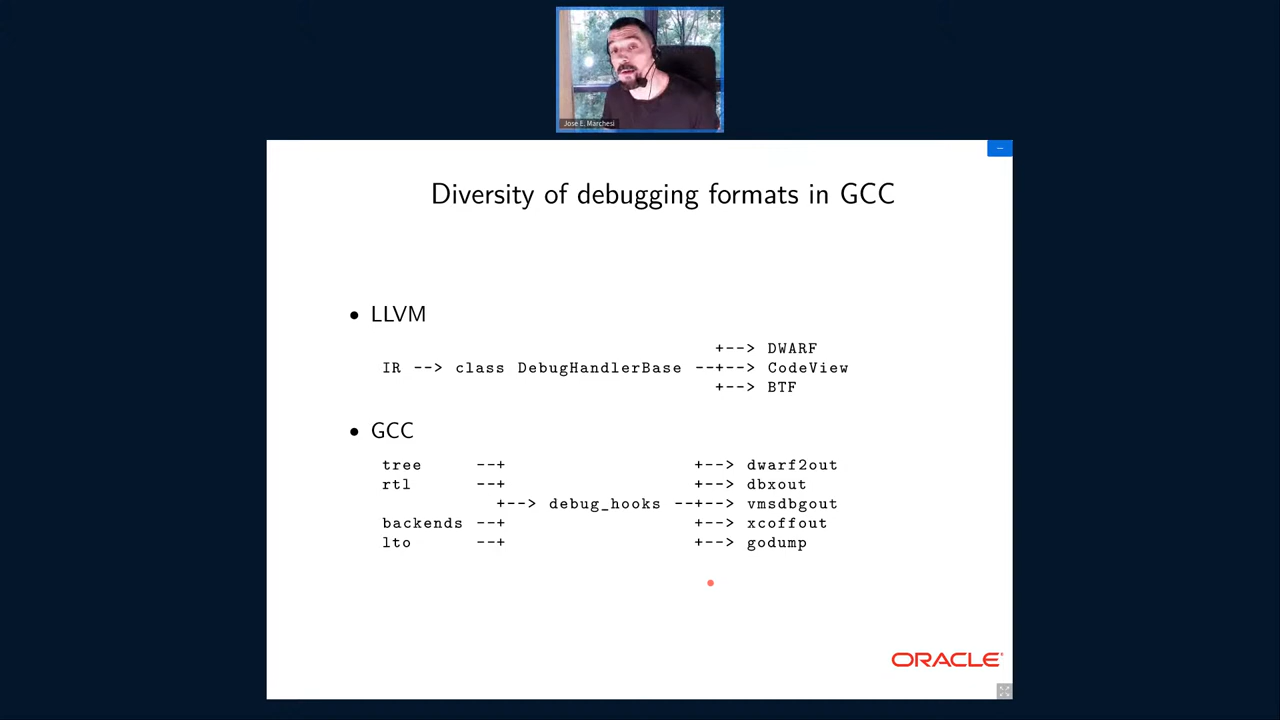 Jose E. Marchesi
Diversity of debugging formats in GCC
• LLVM
+--> DWARF
IR --> class DebugHandlerBase --+--> CodeView
+--> BTF
• GCC
tree --+ +--> dwarf2out
rtl --+ +--> dbxout
+--> debug_hooks --+--> vmsdbgout
backends --+ +--> xcoffout
lto --+ +--> godump
ORACLE